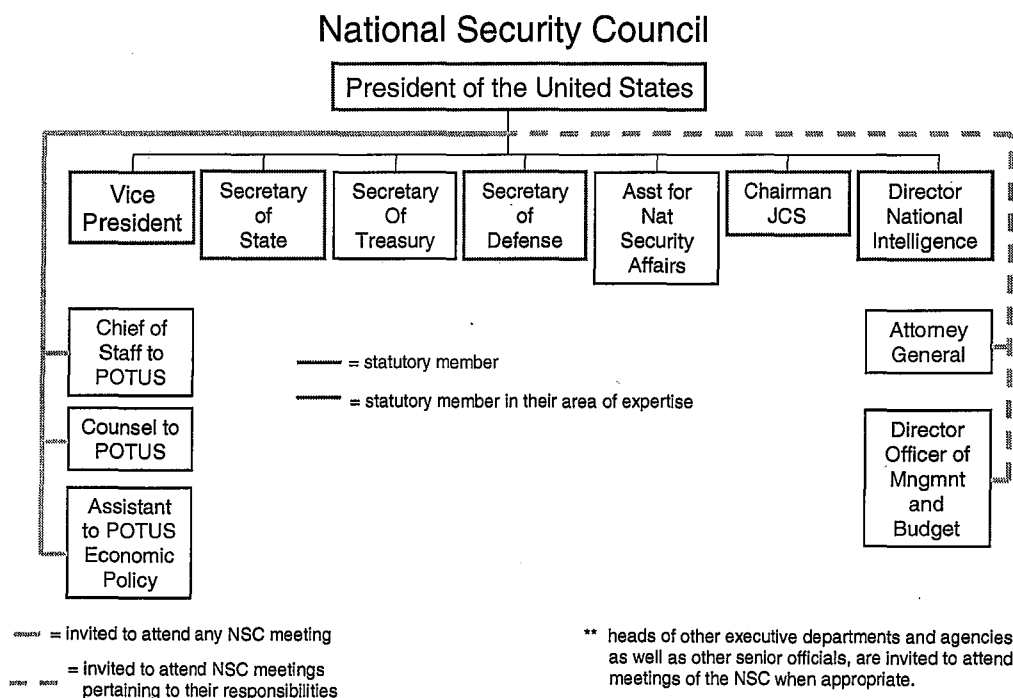 National Security Council
President of the United States
Vice
President
Secretary
of
State
Secretary
Of
Treasury
Secretary
of
Defense
Asst for
Nat
Security
Affairs
Chairman
JCS
Director
National
Intelligence
Chief of
Staff to
POTUS
Counsel to
POTUS
Assistant
to POTUS
Economic
Policy
= statutory member
= statutory member in their area of expertise
Attorney
General
Director
Officer of
Mngmnt
and
Budget
= invited to attend any NSC meeting
= invited to attend NSC meetings
pertaining to their responsibilities
** heads of other executive departments and agencies
as well as other senior officials, are invited to attend
meetings of the NSC when appropriate.